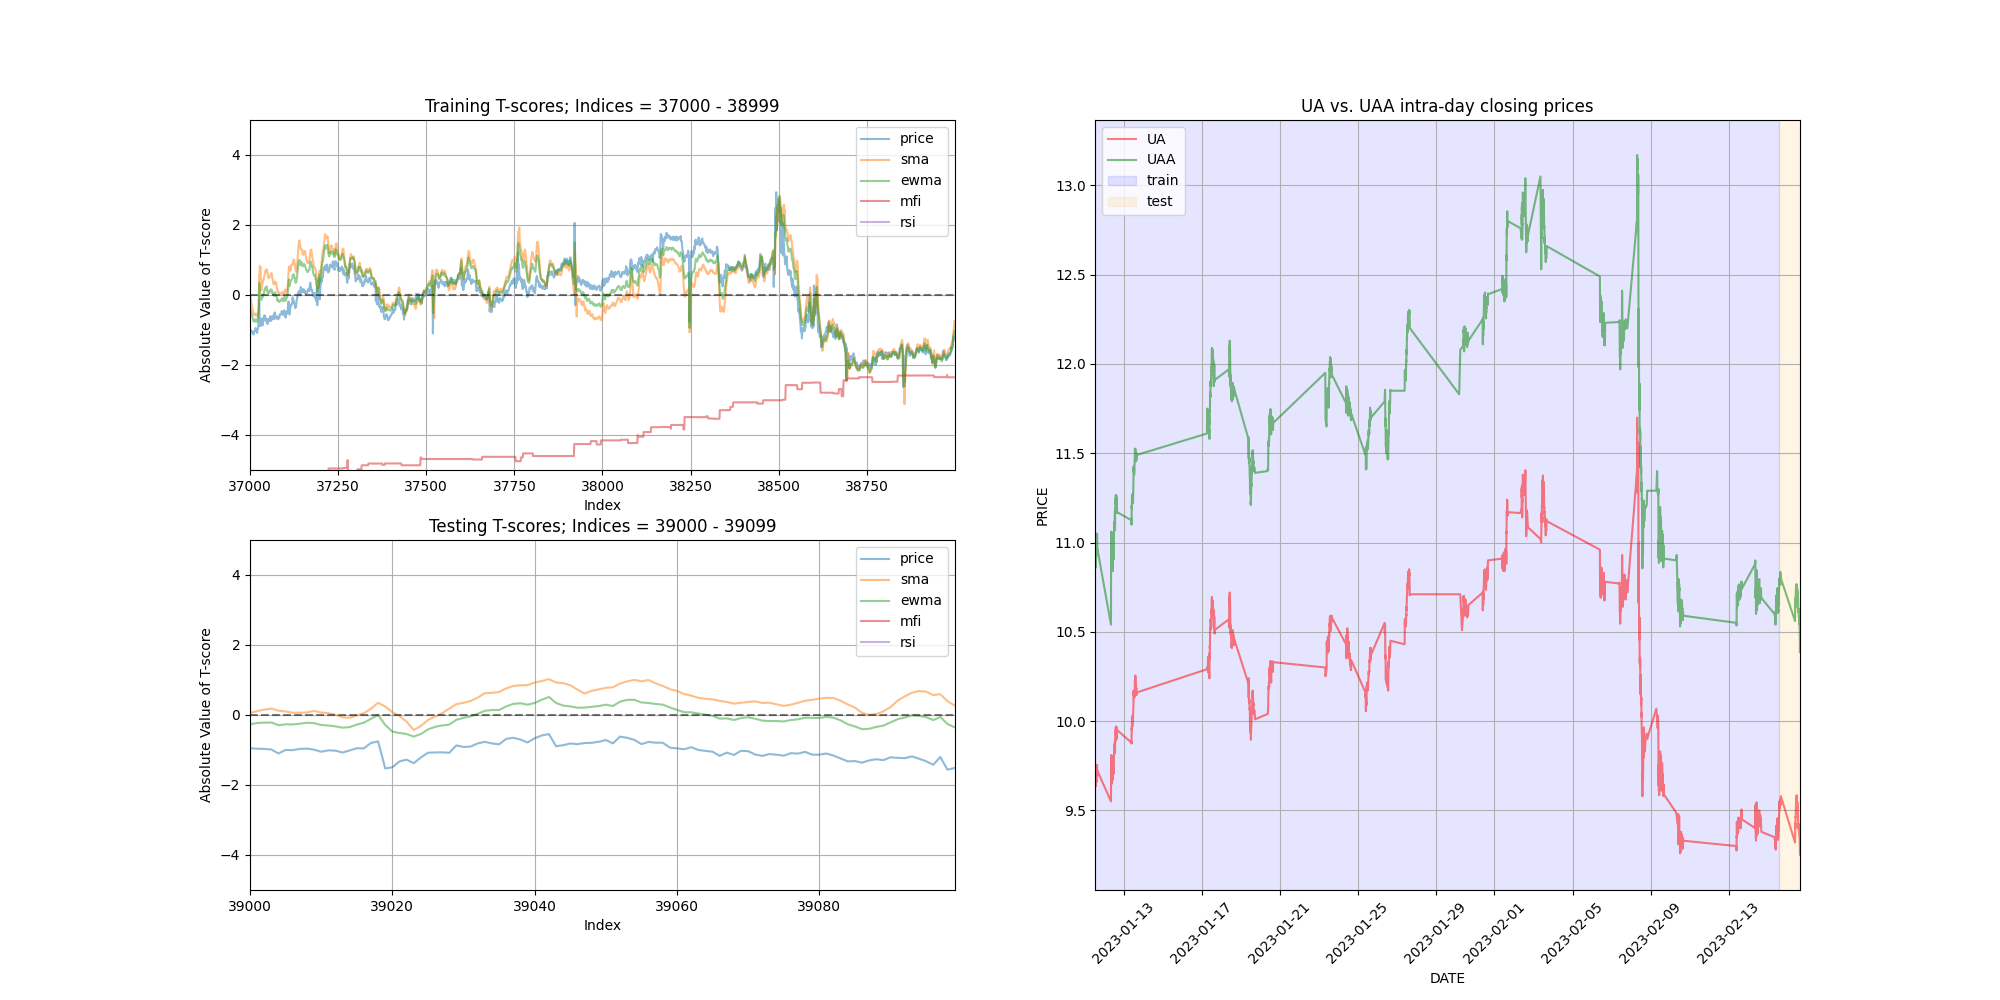 Training T-scores; Indices = 37000 - 38999
Absolute Value of T-score
4
2
0
−2
−4
price
sma
ewma
mfi
rsi
37000 37250 37500 37750 38000 38250 38500 38750
Index
Testing T-scores; Indices = 39000 - 39099
Absolute Value of T-score
4
2
0
−2
−4
price
sma
ewma
mfi
rsi
39000 39020 39040 39060 39080
Index
UA vs. UAA intra-day closing prices
UA
UAA
train
test
PRICE
13.0
12.5
12.0
11.5
11.0
10.5
10.0
9.5
2023-01-13 2023-01-17 2023-01-21 2023-01-25 2023-01-29 2023-02-01 2023-02-05 2023-02-09 2023-02-13
DATE